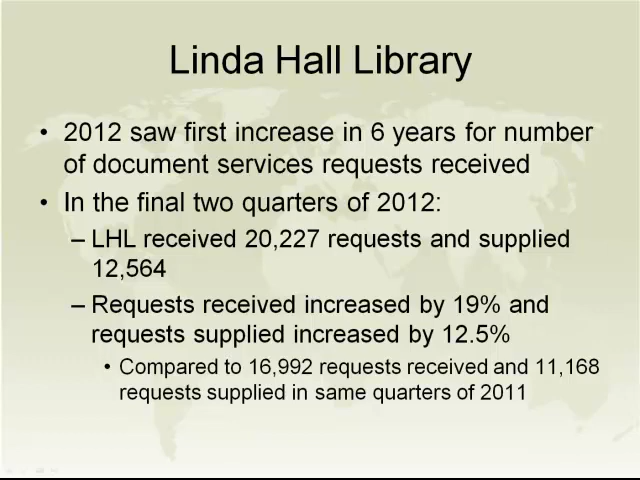 Linda Hall Library
• 2012 saw first increase in 6 years for number
of document services requests received
• In the final two quarters of 2012:
– LHL received 20,227 requests and supplied
12,564
– Requests received increased by 19% and
requests supplied increased by 12.5%
• Compared to 16,992 requests received and 11,168
requests supplied in same quarters of 2011